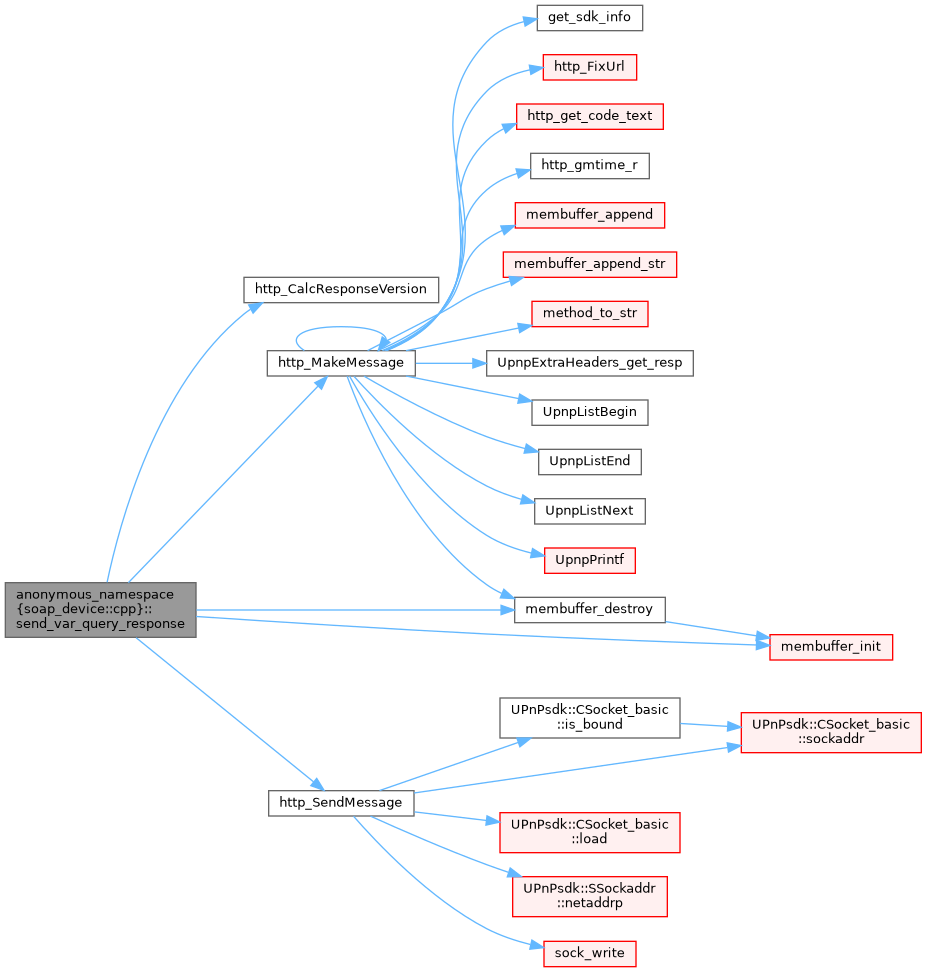 get_sdk_info
http_FixUrl
http_get_code_text
http_gmtime_r
membuffer_append
membuffer_append_str
http_CalcResponseVersion
method_to_str
http_MakeMessage
UpnpExtraHeaders_get_resp
UpnpListBegin
UpnpListEnd
UpnpListNext
UpnpPrintf
anonymous_namespace
{soap_device::cpp}::
send_var_query_response
membuffer_destroy
membuffer_init
UPnPsdk::CSocket_basic
::is_bound
UPnPsdk::CSocket_basic
::sockaddr
http_SendMessage
UPnPsdk::CSocket_basic
::load
UPnPsdk::SSockaddr
::netaddrp
sock_write